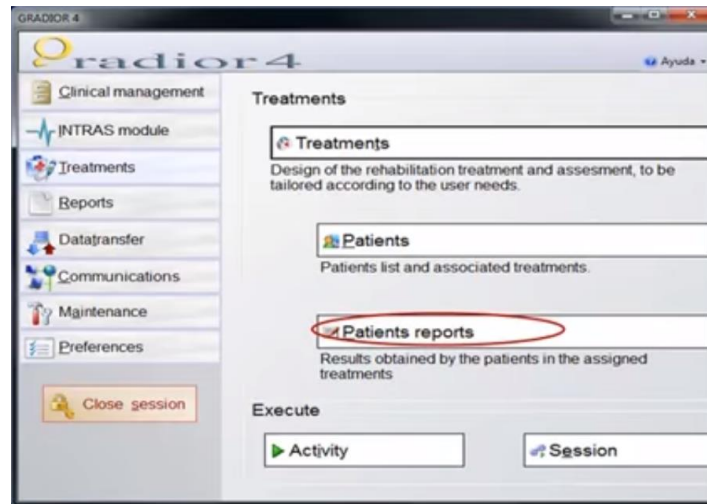 GRADIOR 4
Gradior 4
Ayuda
Clinical management
INTRAS module
Treatments
Reports
Datatransfer
Communications
Maintenance
Preferences
Close session
Treatments
Treatments
Design of the rehabilitation treatment and assesment, to be
tailored according to the user needs.
Patients
Patients list and associated treatments.
Patients reports
Results obtained by the patients in the assigned
treatments
Execute
Activity
Session